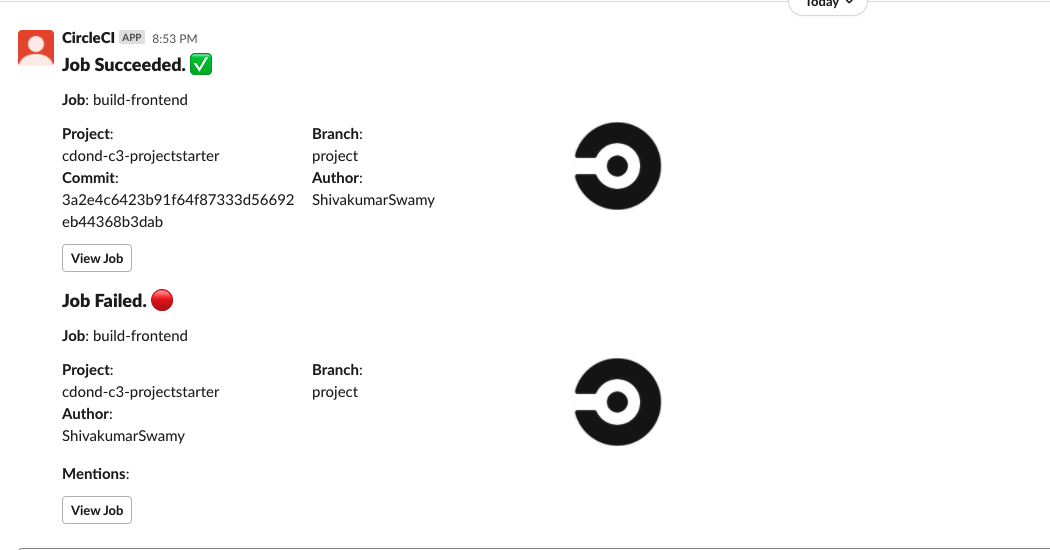 Today
CircleCI APP 8:53 PM
Job Succeeded.
Job: build-frontend
Project: Branch:
cdond-c3-projectstarter project
Commit: Author:
3a2e4c6423b91f64f87333d56692 ShivakumarSwamy
eb44368b3dab
View Job
Job Failed.
Job: build-frontend
Project: Branch:
cdond-c3-projectstarter project
Author:
ShivakumarSwamy
Mentions:
View Job